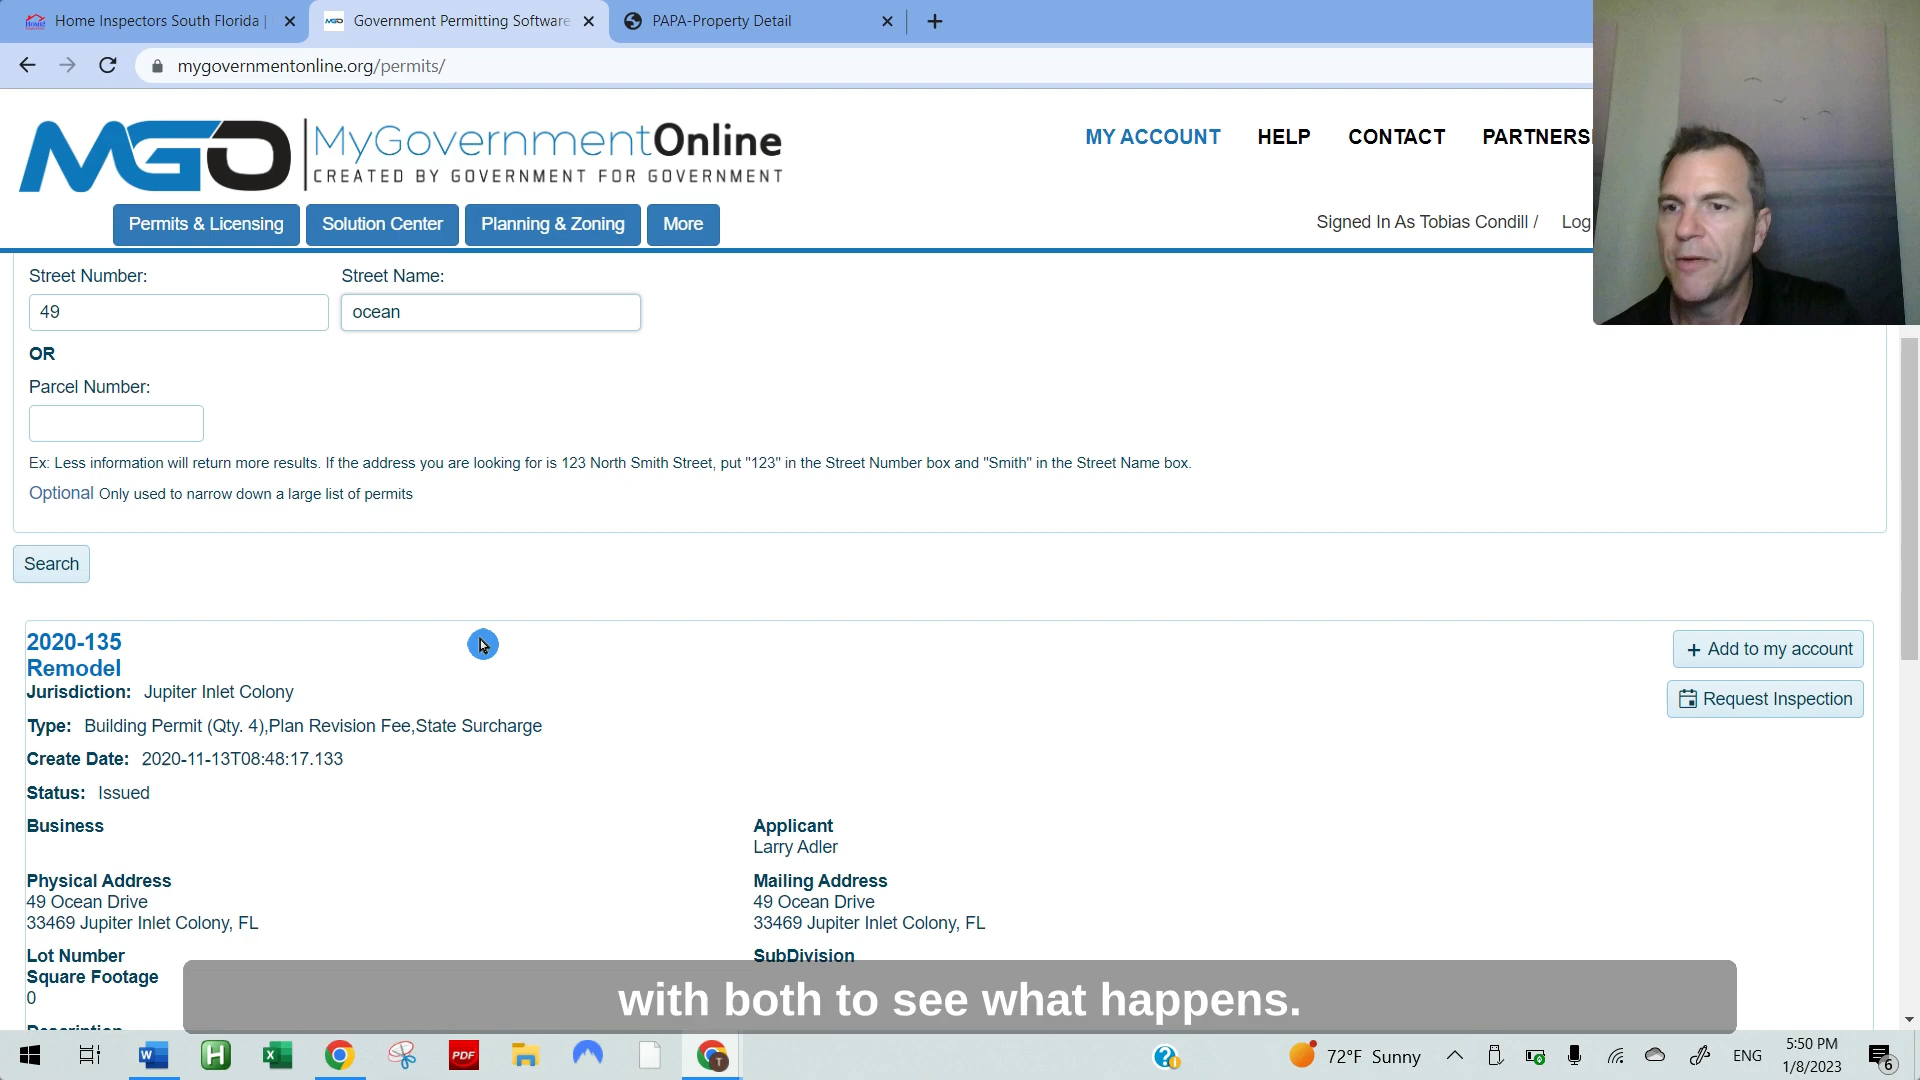 Home Inspectors South Florida |
Government Permitting Software
PAPA-Property Detail
mygovernmentonline.org/permits/
MGO
MyGovernmentOnline
CREATED BY GOVERNMENT FOR GOVERNMENT
MY ACCOUNT
HELP
CONTACT
PARTNERS
Permits & Licensing
Solution Center
Planning & Zoning
More
Signed In As Tobias Condill /
Log
Street Number:
Street Name:
49
ocean
OR
Parcel Number:
Ex: Less information will return more results. If the address you are looking for is 123 North Smith Street, put "123" in the Street Number box and "Smith" in the Street Name box.
Optional Only used to narrow down a large list of permits
Search
2020-135
Remodel
+ Add to my account
Request Inspection
Jurisdiction: Jupiter Inlet Colony
Type: Building Permit (Qty. 4),Plan Revision Fee,State Surcharge
Create Date: 2020-11-13T08:48:17.133
Status: Issued
Business
Applicant
Larry Adler
Physical Address
49 Ocean Drive
33469 Jupiter Inlet Colony, FL
Mailing Address
49 Ocean Drive
33469 Jupiter Inlet Colony, FL
Lot Number
SubDivision
Square Footage
0
with both to see what happens.
W
H
X
PDF
T
72°F Sunny
ENG
5:50 PM
1/8/2023
6